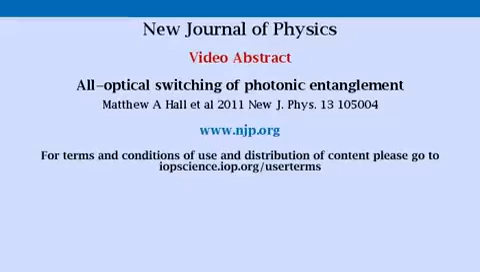 New Journal of Physics
Video Abstract
All-optical switching of photonic entanglement
Matthew A Hall et al 2011 New J. Phys. 13 105004
www.njp.org
For terms and conditions of use and distribution of content please go to
iopscience.iop.org/userterms